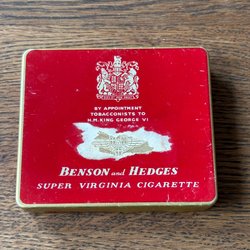 BY APPOINTMENT
TOBACCONISTS TO
H.M. KING GEORGE VI
BENSON and HEDGES
SUPER VIRGINIA CIGARETTE